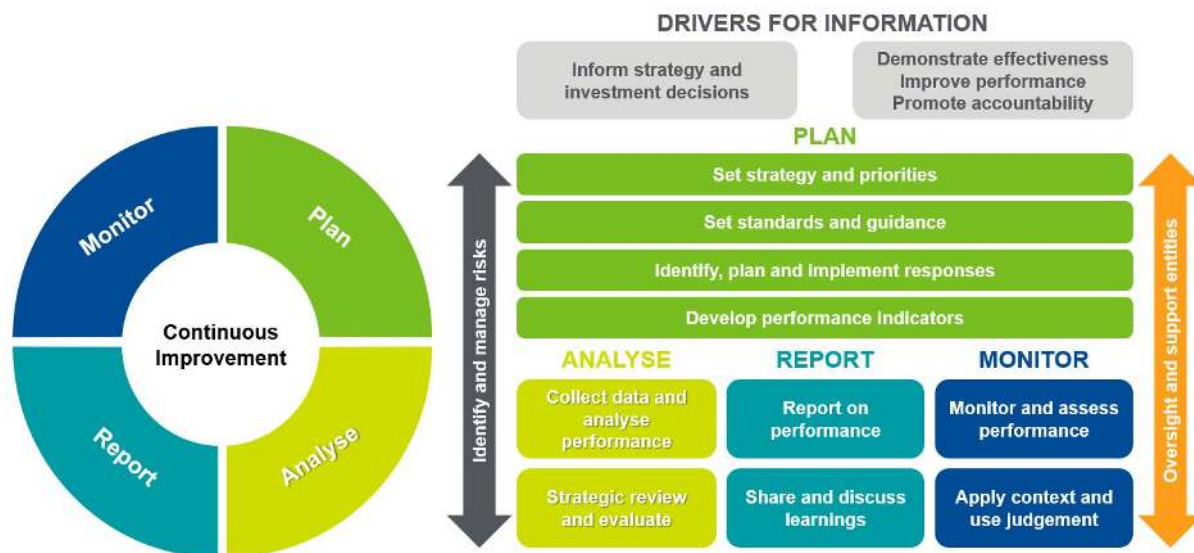 DRIVERS FOR INFORMATION
Inform strategy and
investment decisions
Demonstrate effectiveness
Improve performance
Promote accountability
Monitor
Plan
Continuous
Improvement
Report
Analyse
Identify and manage risks
PLAN
Set strategy and priorities
Set standards and guidance
Identify, plan and implement responses
Develop performance indicators
ANALYSE
Collect data and
analyse
performance
Strategic review
and evaluate
REPORT
Report on
performance
Share and discuss
learnings
MONITOR
Monitor and assess
performance
Apply context and
use judgement
Oversight and support entities